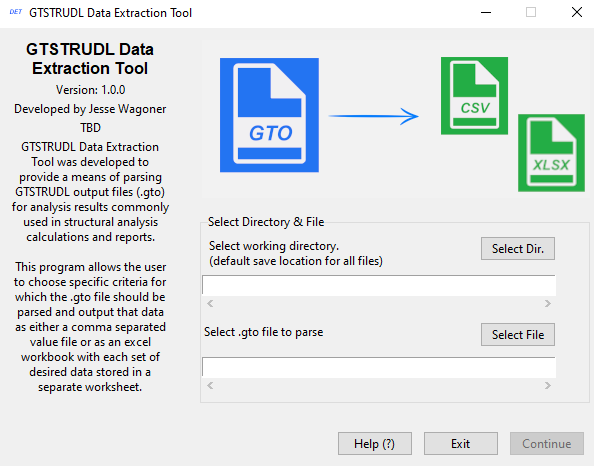 DET GTSTRUDL Data Extraction Tool
GTSTRUDL Data
Extraction Tool
Version: 1.0.0
Developed by Jesse Wagoner
TBD
GTSTRUDL Data Extraction
Tool was developed to
provide a means of parsing
GTSTRUDL output files (.gto)
for analysis results commonly
used in structural analysis
calculations and reports.
This program allows the user
to choose specific criteria for
which the .gto file should be
parsed and output that data
as either a comma separated
value file or as an excel
workbook with each set of
desired data stored in a
separate worksheet.
GTO
CSV
XLSX
Select Directory & File
Select working directory.
(default save location for all files)
Select Dir.
Select .gto file to parse
Select File
Help (?)
Exit
Continue